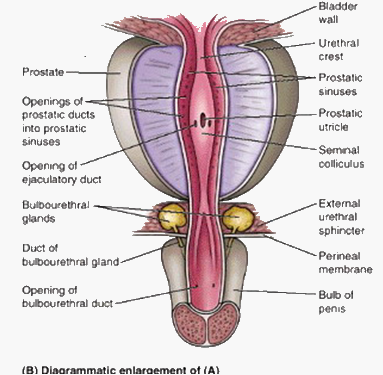 Bladder
wall
Urethral
crest
Prostate
Prostatic
sinuses
Openings of
prostatic ducts
into prostatic
sinuses
Prostatic
utricle
Seminal
colliculus
Opening of
ejaculatory duct
Bulbourethral
glands
External
urethral
sphincter
Duct of
bulbourethral gland
Perineal
membrane
Opening of
bulbourethral duct
Bulb of
penis
(B) Diagrammatic enlargement of (A)